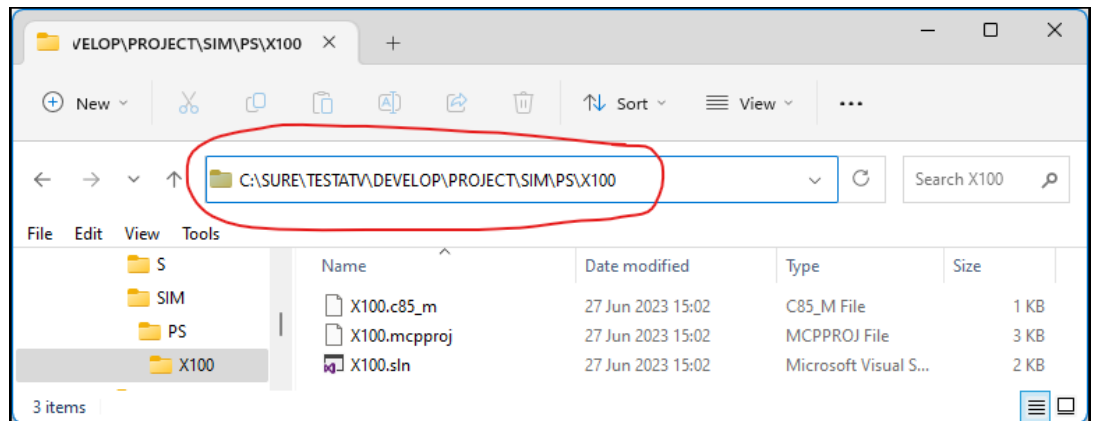 VELOP\PROJECT\SIM\PS\X100
New Sort View
C:\SURE\TESTATV\DEVELOP\PROJECT\SIM\PS\X100 Search X100
File Edit View Tools
S Name Date modified Type Size
SIM X100.c85_m 27 Jun 2023 15:02 C85_M File 1 KB
PS X100.mcpproj 27 Jun 2023 15:02 MCPPROJ File 3 KB
X100 X100.sln 27 Jun 2023 15:02 Microsoft Visual S... 2 KB
3 items